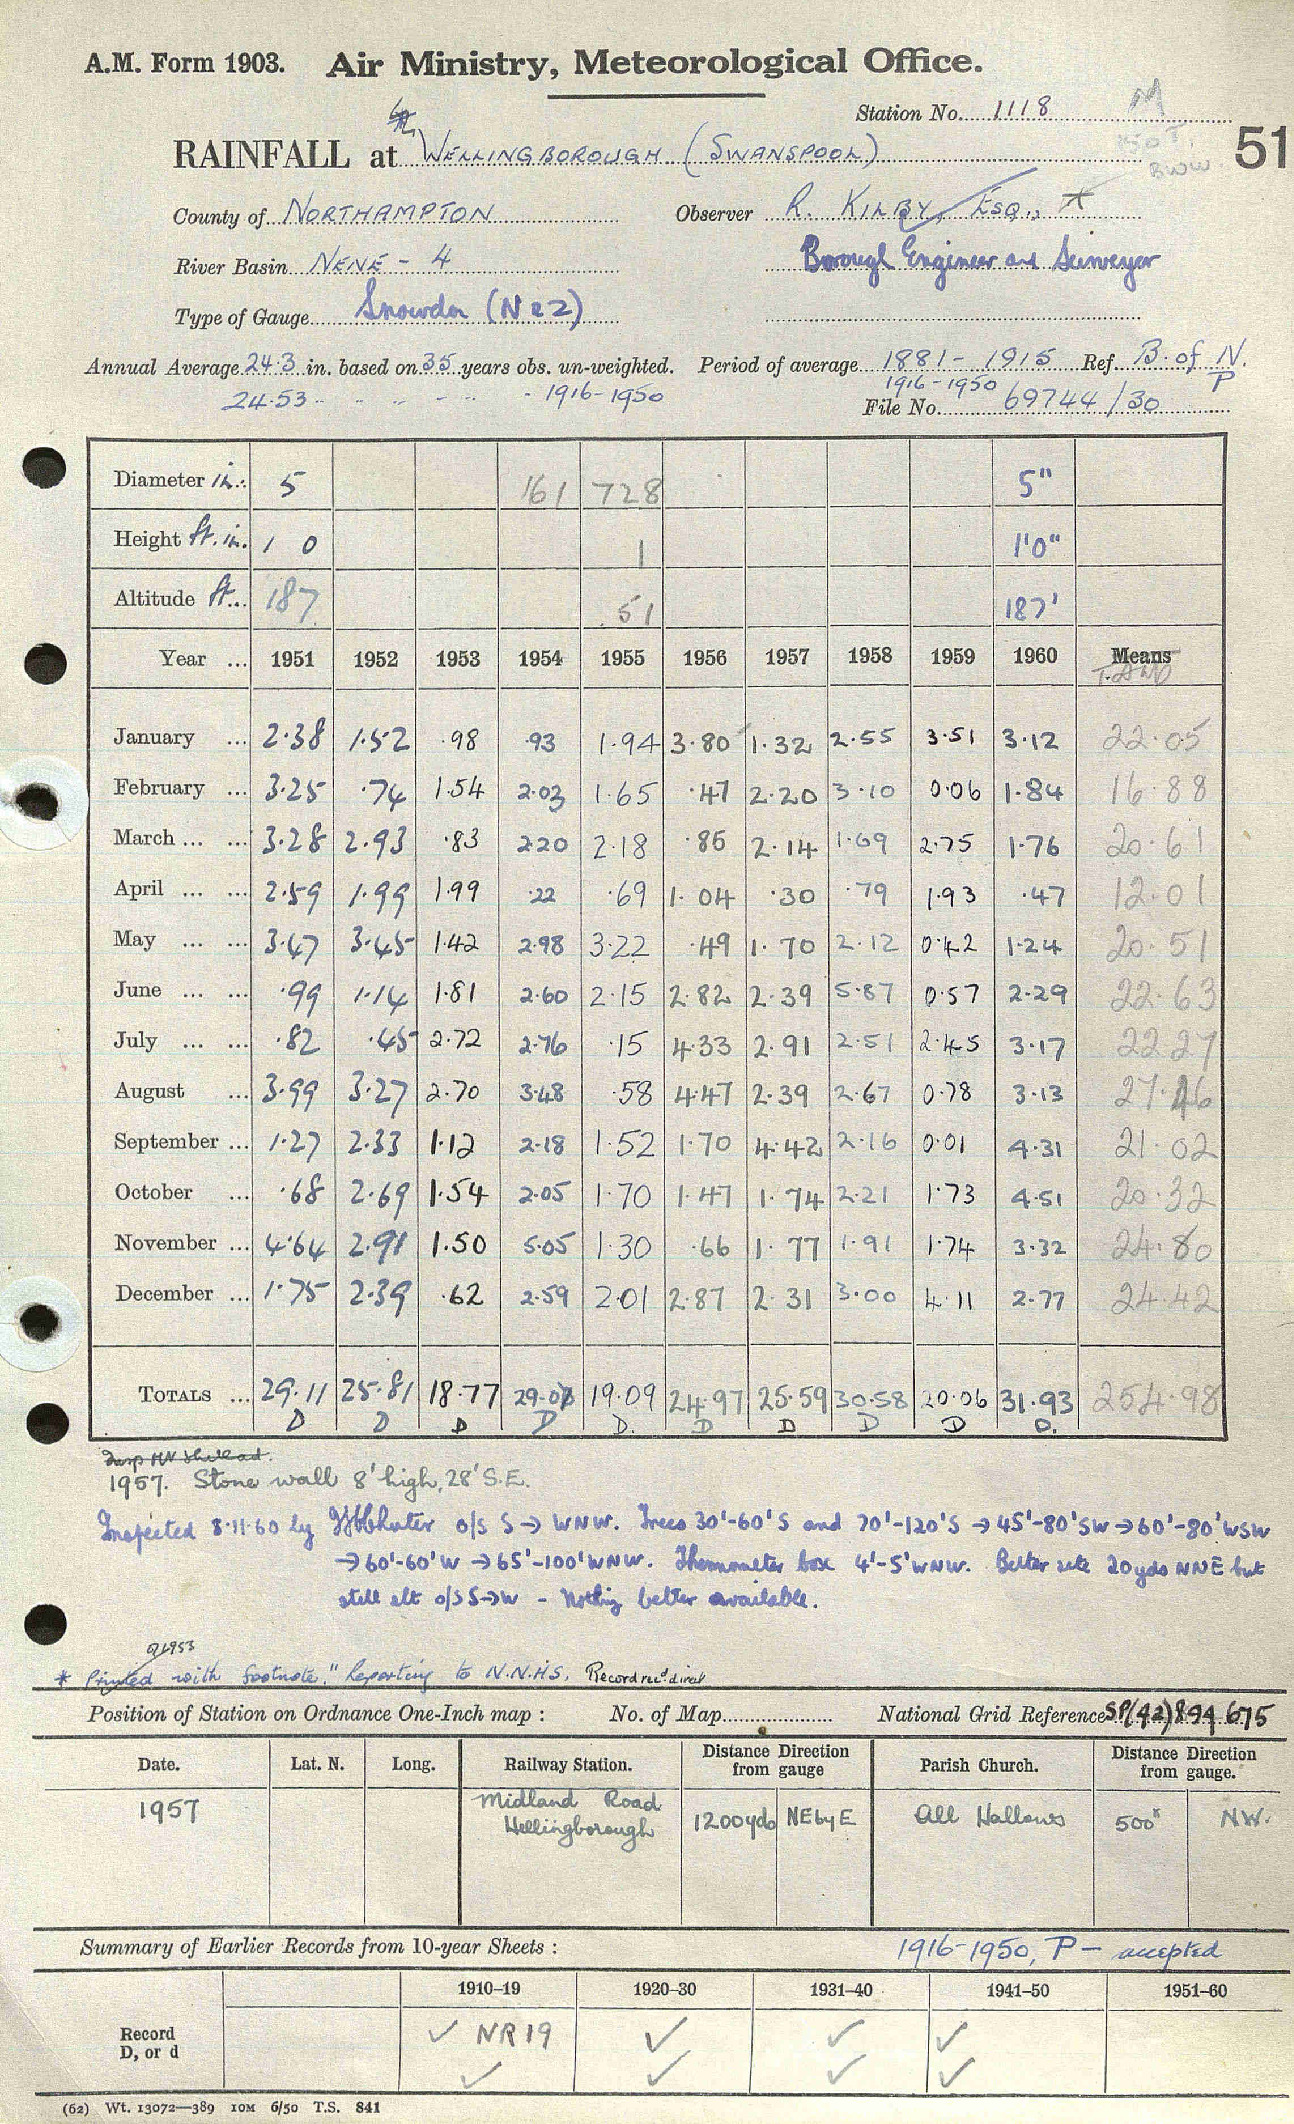 A.M. Form 1903. Air Ministry, Meteorological Office.
Station No. 1118 M
RAINFALL at WELLINGBOROUGH (SWANSPOOL) 51
BWW.
County of NORTHAMPTON Observer R. KILBY, ESQ.,
River Basin NENE - 4 Borough Engineer and Surveyor
Type of Gauge Snowdon (No 2)
Annual Average 24.3 in. based on 35 years obs. un-weighted. Period of average 1881 - 1915 Ref. B. of N. P
24.53 " " " - " " 1916-1950 1916-1950 File No. 69744/30
Diameter in. 5 161 728 5"
Height ft. in. 1 0 1 1'0"
Altitude ft... 187 51 187'
Year ... 1951 1952 1953 1954 1955 1956 1957 1958 1959 1960 Means
January ... 2.38 1.52 .98 .93 1.94 3.80 1.32 2.55 3.51 3.12 22.05
February ... 3.25 .74 1.54 2.03 1.65 .47 2.20 3.10 0.06 1.84 16.88
March ... ... 3.28 2.93 .83 2.20 2.18 .86 2.14 1.69 2.75 1.76 20.61
April ... ... 2.59 1.99 1.99 .22 .69 1.04 .30 .79 1.93 .47 12.01
May ... ... 3.47 3.45 1.42 2.98 3.22 .49 1.70 2.12 0.42 1.24 20.51
June ... ... .99 1.14 1.81 2.60 2.15 2.82 2.39 5.87 0.57 2.29 22.63
July ... ... .82 .45 2.72 2.76 .15 4.33 2.91 2.51 2.45 3.17 22.27
August ... 3.99 3.27 2.70 3.48 .58 4.47 2.39 2.67 0.78 3.13 27.46
September ... 1.27 2.33 1.12 2.18 1.52 1.70 4.42 2.16 0.01 4.31 21.02
October ... .68 2.69 1.54 2.05 1.70 1.47 1.74 2.21 1.73 4.51 20.32
November ... 4.64 2.91 1.50 5.05 1.30 .66 1.77 1.91 1.74 3.32 24.80
December ... 1.75 2.39 .62 2.59 2.01 2.87 2.31 3.00 4.11 2.77 24.42
TOTALS ... 29.11 25.81 18.77 29.07 19.09 24.97 25.59 30.58 20.06 31.93 254.98
D D D D D. D D D D D.
1957. Stone wall 8' high, 28' S.E.
Inspected 8.11.60 by o/s S → WNW. Trees 30'-60' S and 70'-120' S → 45'-80' SW → 60'-80' WSW
→ 60'-60' W → 65'-100' WNW. Thermometer box 4'-5' WNW. Better site 20yds NNE but
still slt o/s S→W - Nothing better available.
1953
* Printed with footnote "Reporting to N.N.H.S. Record rec'd direct
Position of Station on Ordnance One-Inch map : No. of Map National Grid Reference SP(42)894 675
Date. Lat. N. Long. Railway Station. Distance Direction from gauge Parish Church. Distance Direction from gauge.
1957 Midland Road Wellingborough 1200yds NE by E All Hallows 500x NW.
Summary of Earlier Records from 10-year Sheets : 1916-1950, P - accepted
1910–19 1920–30 1931–40 1941–50 1951–60
Record D, or d ✓ NR19 ✓ ✓ ✓
✓ ✓ ✓ ✓
(62) Wt. 13072—389 10M 6/50 T.S. 841